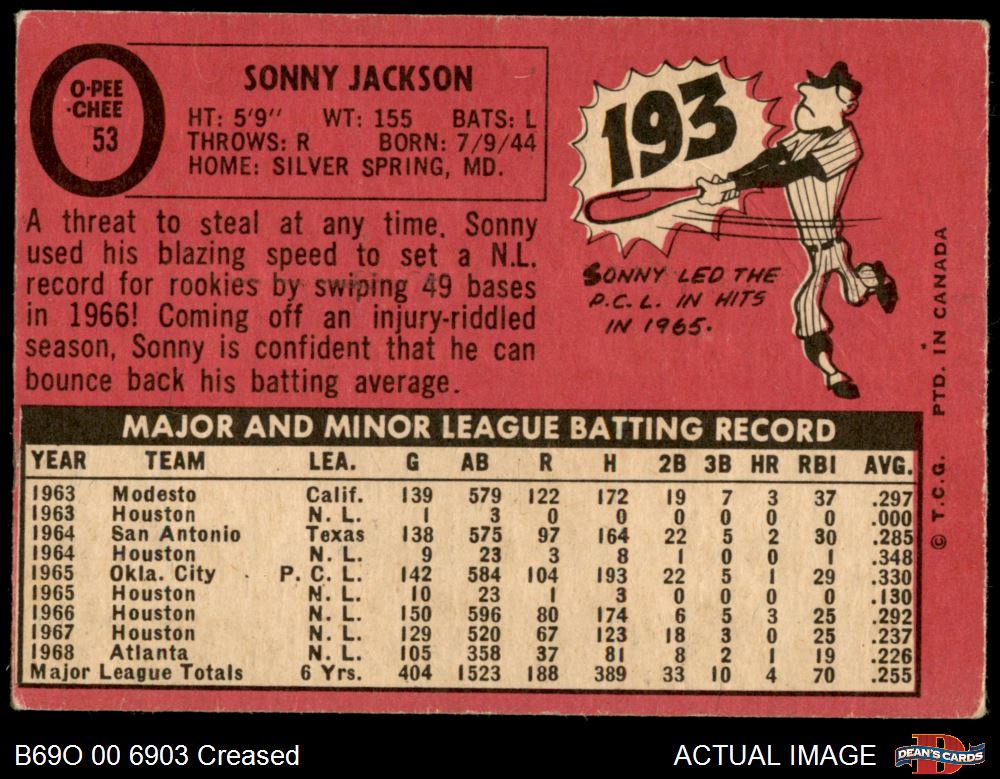 O-PEE
-CHEE
53
SONNY JACKSON
HT: 5'9" WT: 155 BATS: L
THROWS: R BORN: 7/9/44
HOME: SILVER SPRING, MD.
A threat to steal at any time, Sonny
used his blazing speed to set a N.L.
record for rookies by swiping 49 bases
in 1966! Coming off an injury-riddled
season, Sonny is confident that he can
bounce back his batting average.
193
SONNY LED THE
P.C.L. IN HITS
IN 1965.
MAJOR AND MINOR LEAGUE BATTING RECORD
YEAR TEAM LEA. G AB R H 2B 3B HR RBI AVG.
1963 Modesto Calif. 139 579 122 172 19 7 3 37 .297
1963 Houston N. L. 1 3 0 0 0 0 0 0 .000
1964 San Antonio Texas 138 575 97 164 22 5 2 30 .285
1964 Houston N. L. 9 23 3 8 1 0 0 1 .348
1965 Okla. City P. C. L. 142 584 104 193 22 5 1 29 .330
1965 Houston N. L. 10 23 1 3 0 0 0 0 .130
1966 Houston N. L. 150 596 80 174 6 5 3 25 .292
1967 Houston N. L. 129 520 67 123 18 3 0 25 .237
1968 Atlanta N. L. 105 358 37 81 8 2 1 19 .226
Major League Totals 6 Yrs. 404 1523 188 389 33 10 4 70 .255
© T.C.G. * PTD. IN CANADA
B69O 00 6903 Creased
ACTUAL IMAGE
D
DEAN'S CARDS